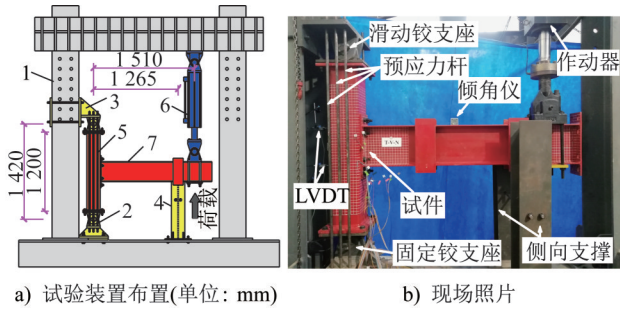 1
1 510
1 265
3
6
5
7
1 420
1 200
2
4
荷载
滑动铰支座
作动器
预应力杆
倾角仪
T-V-N
LVDT
试件
固定铰支座
侧向支撑
a) 试验装置布置(单位: mm)
b) 现场照片